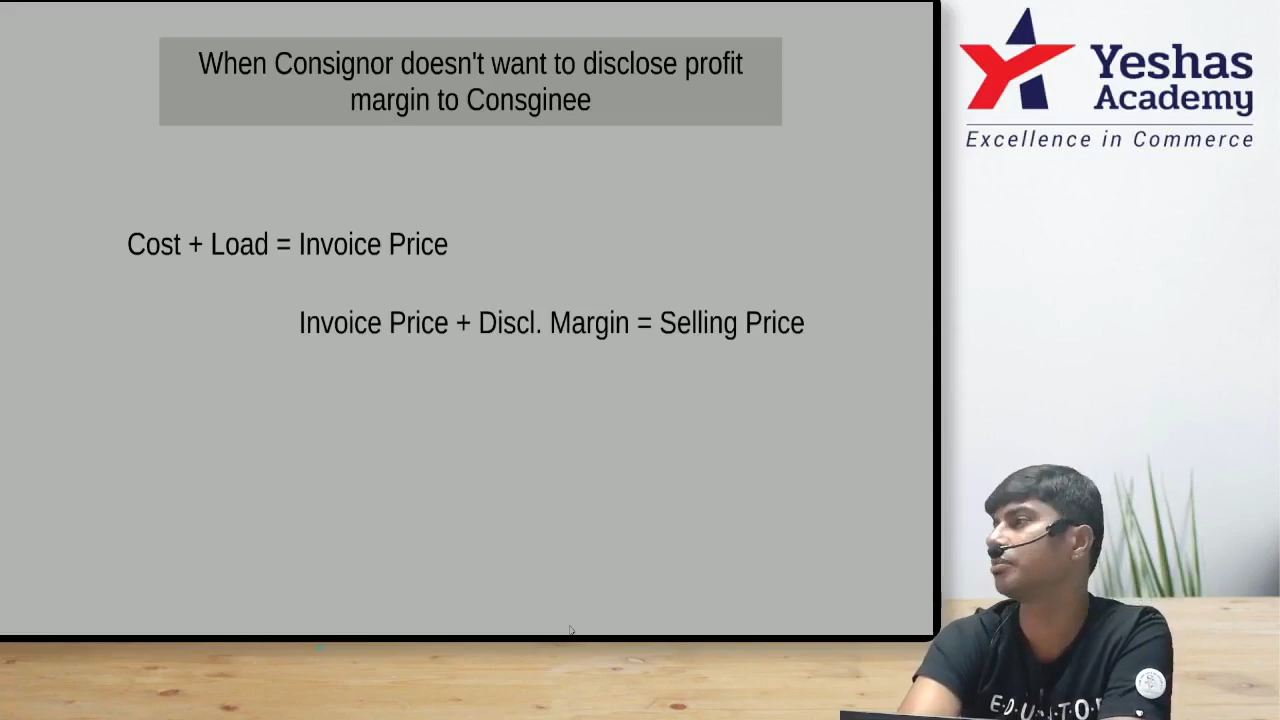 When Consignor doesn't want to disclose profit
margin to Consginee
Cost + Load = Invoice Price
Invoice Price + Discl. Margin = Selling Price
Yeshas
Academy
Excellence in Commerce